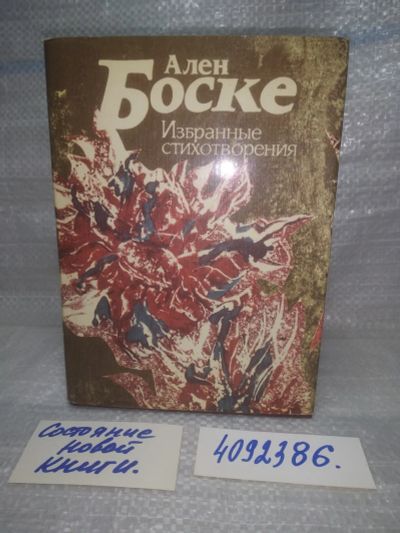 Ален
Боске
Избранные
стихотворения
Состояние
новой
книги.
4092386.